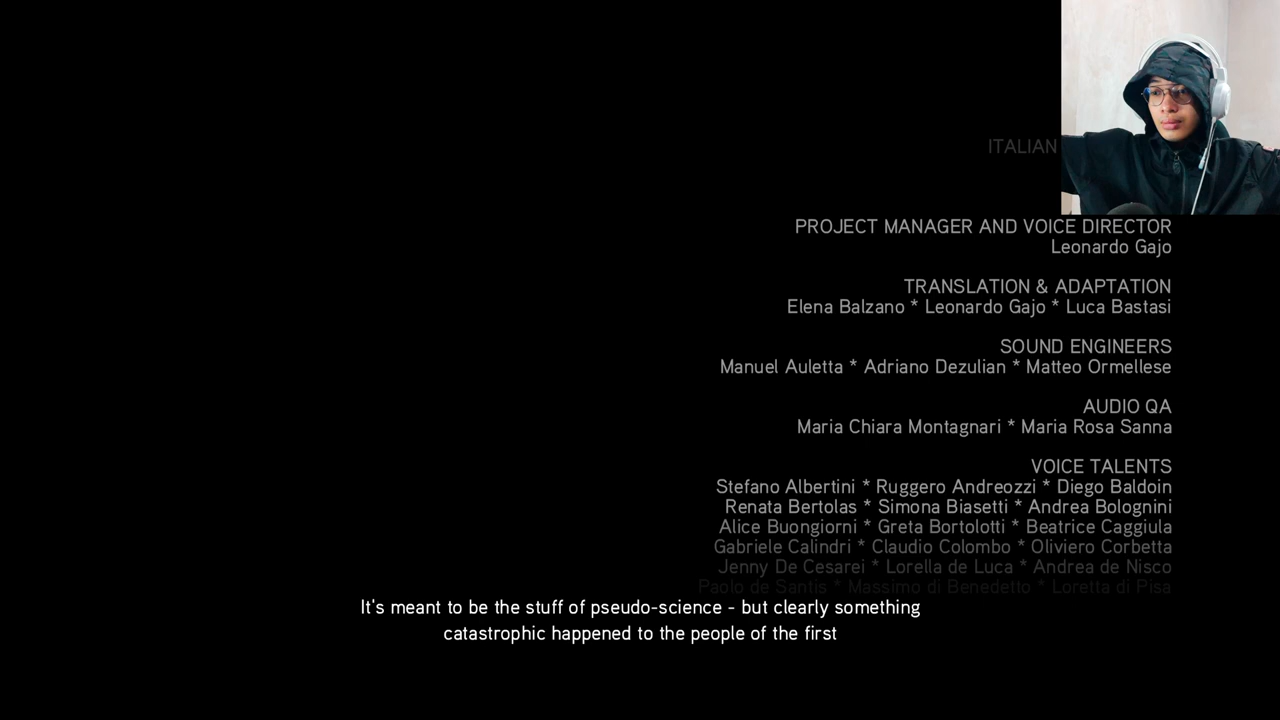 ITALIAN
PROJECT MANAGER AND VOICE DIRECTOR
Leonardo Gajo
TRANSLATION & ADAPTATION
Elena Balzano * Leonardo Gajo * Luca Bastasi
SOUND ENGINEERS
Manuel Auletta * Adriano Dezulian * Matteo Ormellese
AUDIO QA
Maria Chiara Montagnari * Maria Rosa Sanna
VOICE TALENTS
Stefano Albertini * Ruggero Andreozzi * Diego Baldoin
Renata Bertolas * Simona Biasetti * Andrea Bolognini
Alice Buongiorni * Greta Bortolotti * Beatrice Caggiula
Gabriele Calindri * Claudio Colombo * Oliviero Corbetta
Jenny De Cesarei * Lorella de Luca * Andrea de Nisco
Paolo de Santis * Massimo di Benedetto * Loretta di Pisa
It's meant to be the stuff of pseudo-science - but clearly something
catastrophic happened to the people of the first